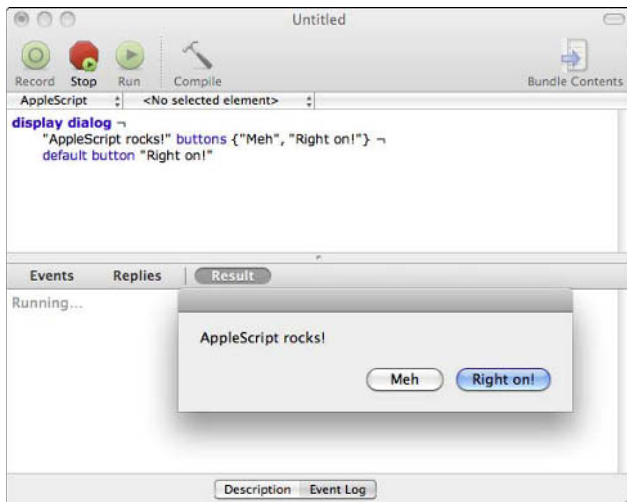 Untitled
Record Stop Run Compile Bundle Contents
AppleScript <No selected element>
display dialog ¬
"AppleScript rocks!" buttons {"Meh", "Right on!"} ¬
default button "Right on!"
Events Replies Result
Running...
AppleScript rocks!
Meh Right on!
Description Event Log